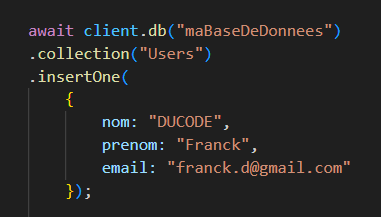 await client.db("maBaseDeDonnees")
.collection("Users")
.insertOne(
{
nom: "DUCODE",
prenom: "Franck",
email: "franck.d@gmail.com"
});